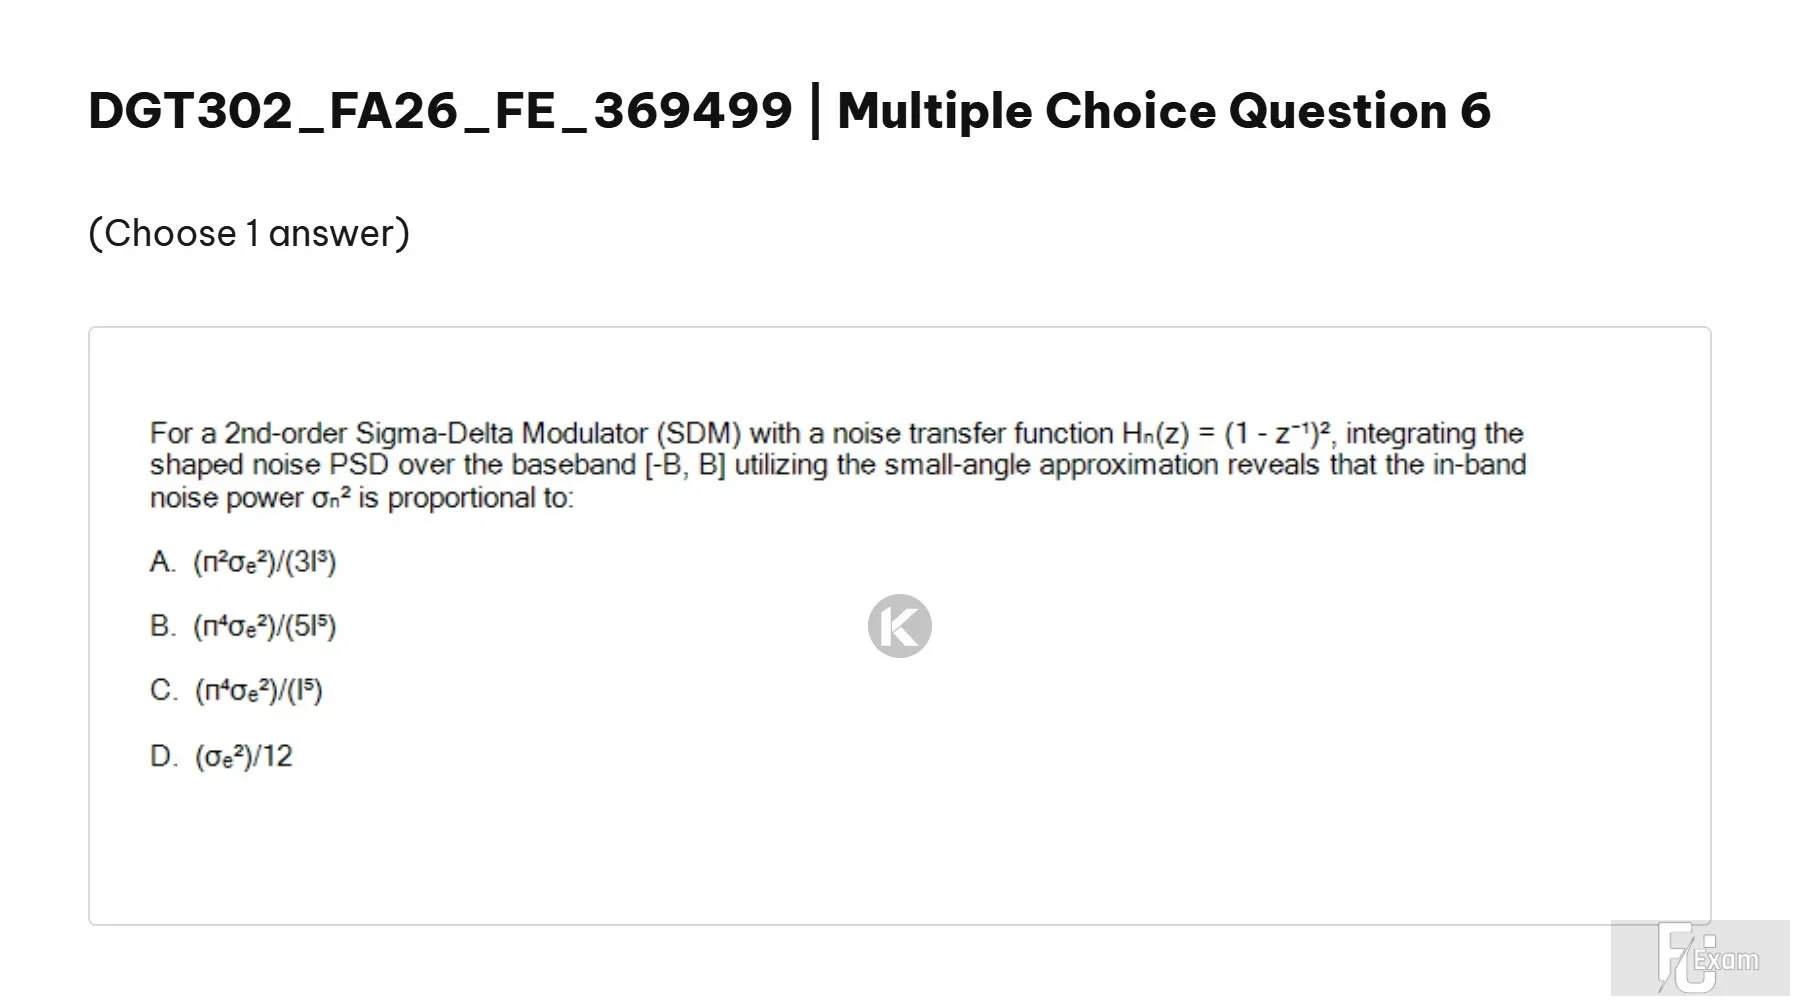 DGT302_FA26_FE_369499 | Multiple Choice Question 6
(Choose 1 answer)
For a 2nd-order Sigma-Delta Modulator (SDM) with a noise transfer function Hₙ(z) = (1 - z⁻¹)², integrating the
shaped noise PSD over the baseband [-B, B] utilizing the small-angle approximation reveals that the in-band
noise power σₙ² is proportional to:
A. (π²σₑ²)/(3I³)
B. (π⁴σₑ²)/(5I⁵)
C. (π⁴σₑ²)/(I⁵)
D. (σₑ²)/12
K
FC Exam